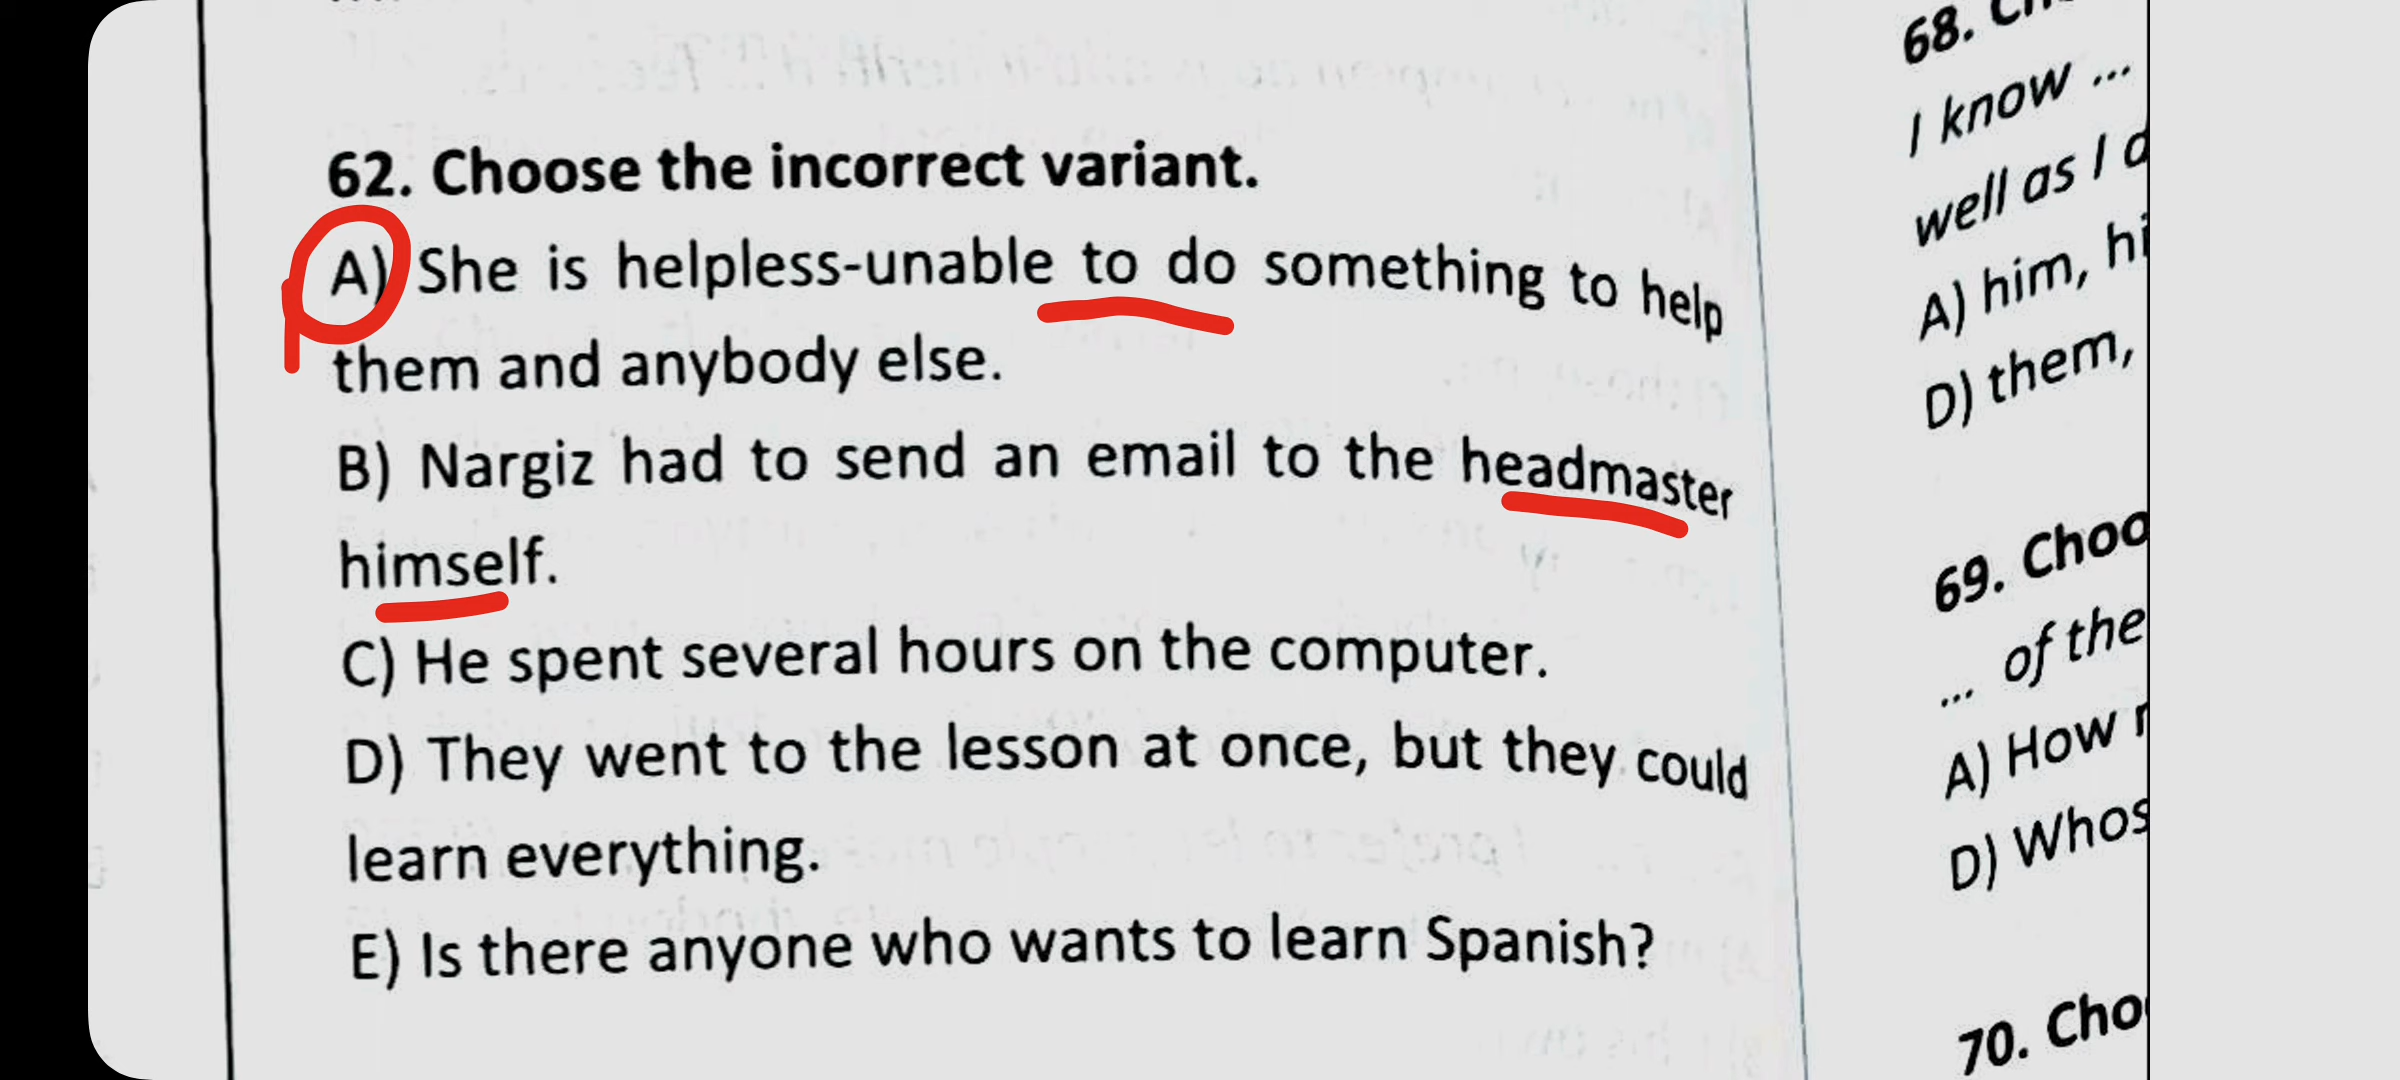 62. Choose the incorrect variant.
A) She is helpless-unable to do something to help
them and anybody else.
B) Nargiz had to send an email to the headmaster
himself.
C) He spent several hours on the computer.
D) They went to the lesson at once, but they could
learn everything.
E) Is there anyone who wants to learn Spanish?
68.
I know ...
well as I
A) him,
D) them,
69.
... of the
A) How
D)
70.